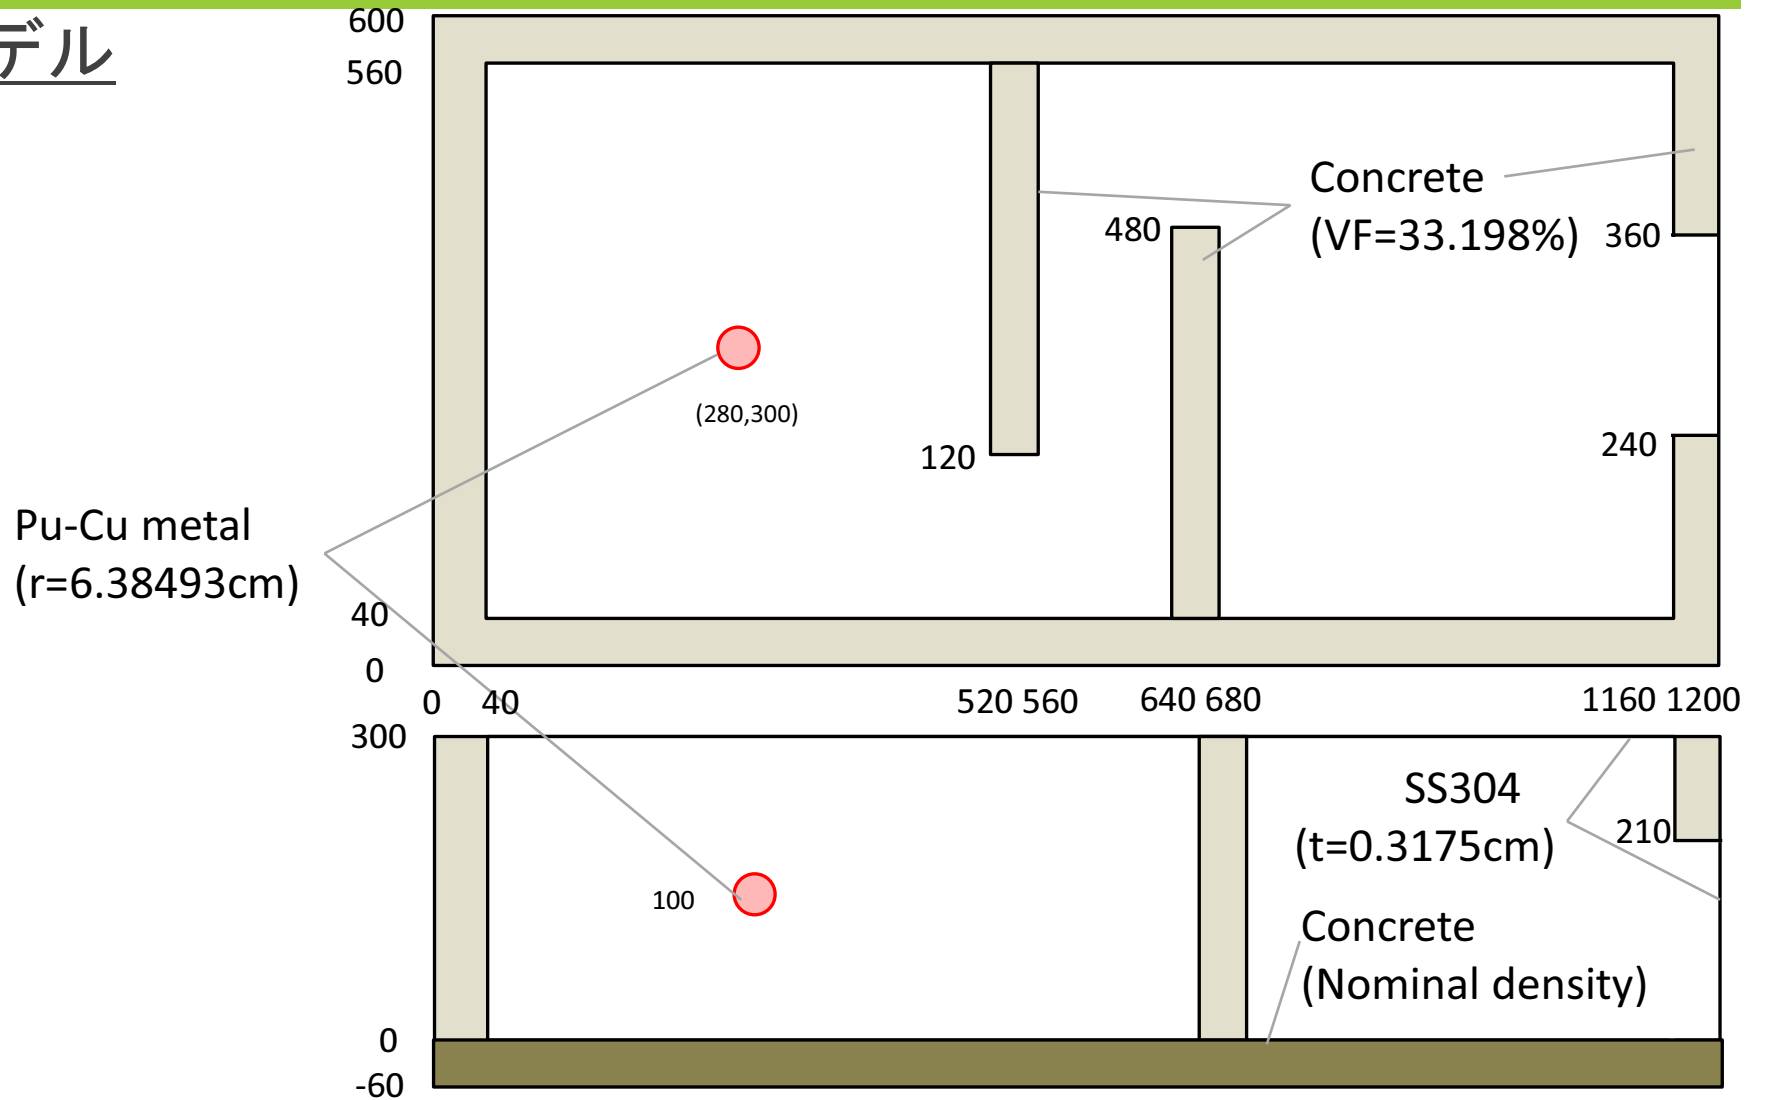 デル
600
560
Concrete
(VF=33.198%)
480
360
(280,300)
120
240
Pu-Cu metal
(r=6.38493cm)
40
0
0 40 520 560 640 680 1160 1200
300
SS304
(t=0.3175cm)
210
100
Concrete
(Nominal density)
0
-60